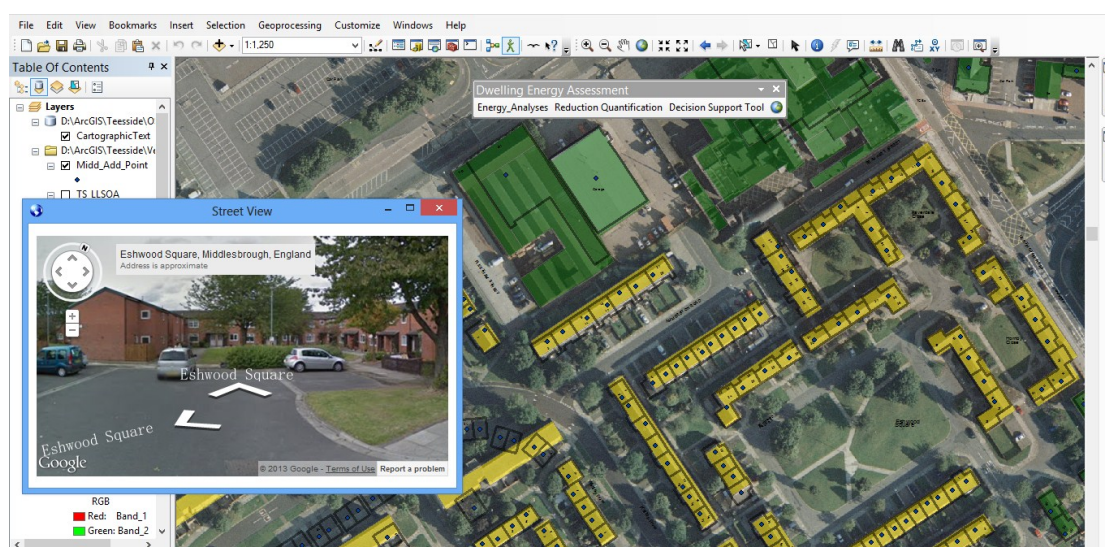 File Edit View Bookmarks Insert Selection Geoprocessing Customize Windows Help
1:1,250
Table Of Contents
Layers
D:\ArcGIS\Teesside\O
CartographicText
D:\ArcGIS\Teesside\Ve
Midd_Add_Point
TS_LLSOA
Dwelling Energy Assessment
Energy_Analyses Reduction Quantification Decision Support Tool
Street View
N
Eshwood Square, Middlesbrough, England
Address is approximate
Eshwood Square
Eshwood Square
Google
© 2013 Google - Terms of Use Report a problem
RGB
Red: Band_1
Green: Band_2